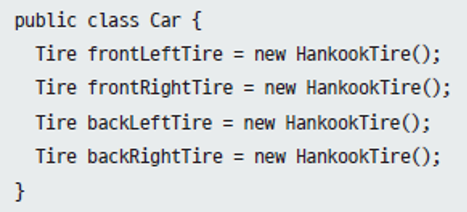 public class Car {
Tire frontLeftTire = new HankookTire();
Tire frontRightTire = new HankookTire();
Tire backLeftTire = new HankookTire();
Tire backRightTire = new HankookTire();
}